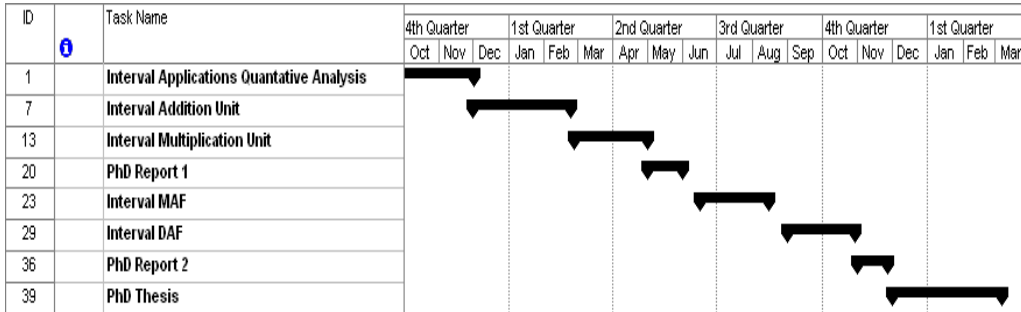 ID Task Name 4th Quarter 1st Quarter 2nd Quarter 3rd Quarter 4th Quarter 1st Quarter
i Oct Nov Dec Jan Feb Mar Apr May Jun Jul Aug Sep Oct Nov Dec Jan Feb Mar
1 Interval Applications Quantative Analysis
7 Interval Addition Unit
13 Interval Multiplication Unit
20 PhD Report 1
23 Interval MAF
29 Interval DAF
36 PhD Report 2
39 PhD Thesis